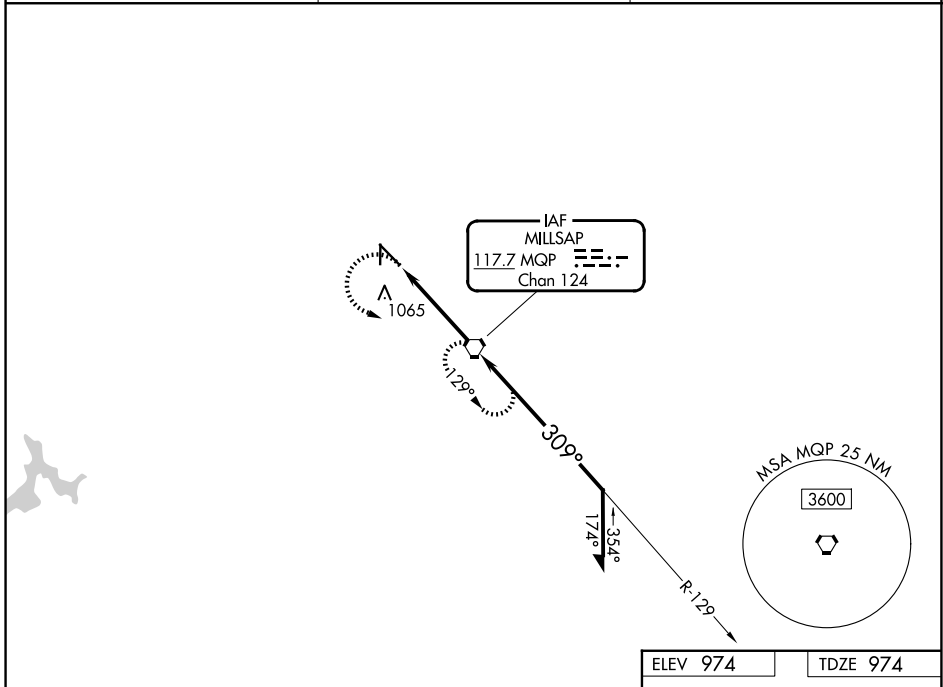 IAF
MILLSAP
117.7 MQP
Chan 124
1065
129°
309°
MSA MQP 25 NM
3600
174°
354°
R-129
ELEV 974
TDZE 974